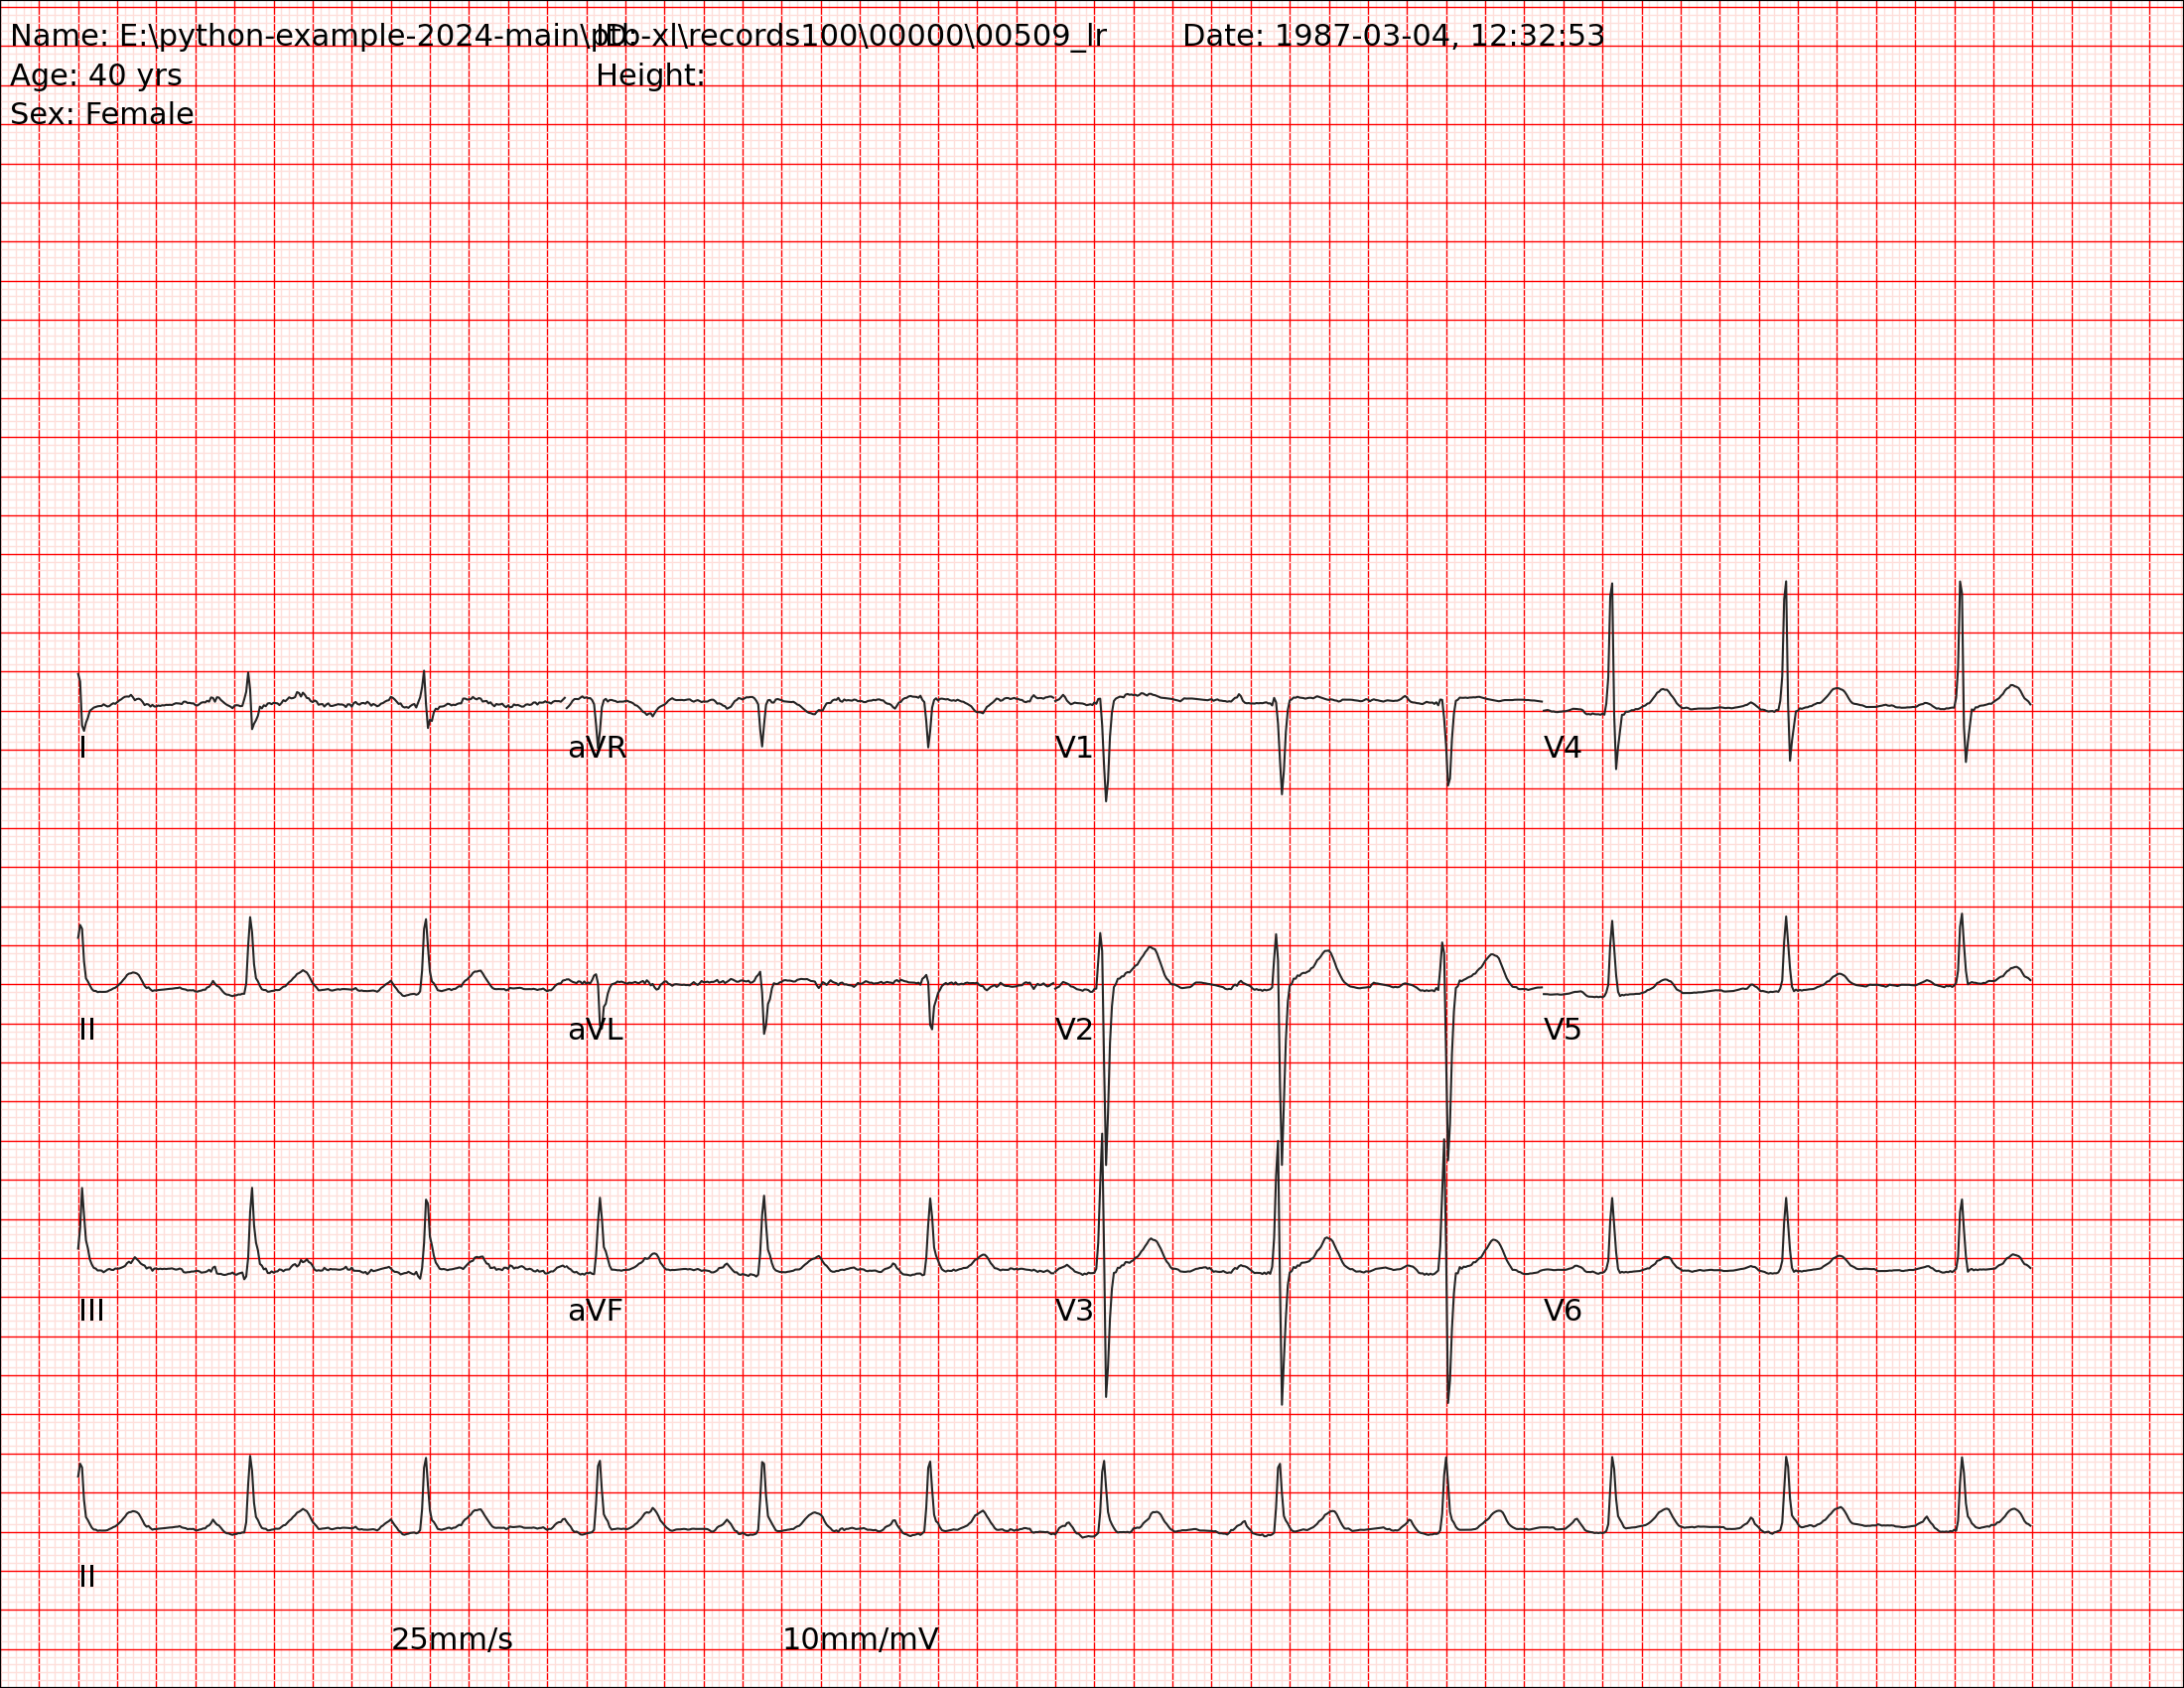 Name: E:\python-example-2024-main\ptb-xl\records100\00000\00509_lr ID: Date: 1987-03-04, 12:32:53
Age: 40 yrs Height:
Sex: Female
I aVR V1 V4
II aVL V2 V5
III aVF V3 V6
II
25mm/s 10mm/mV